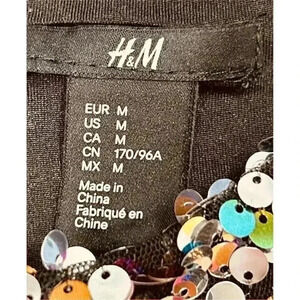 H&M
EUR M
US M
CA M
CN 170/96A
MX M
Made in
China
Fabriqué en
Chine